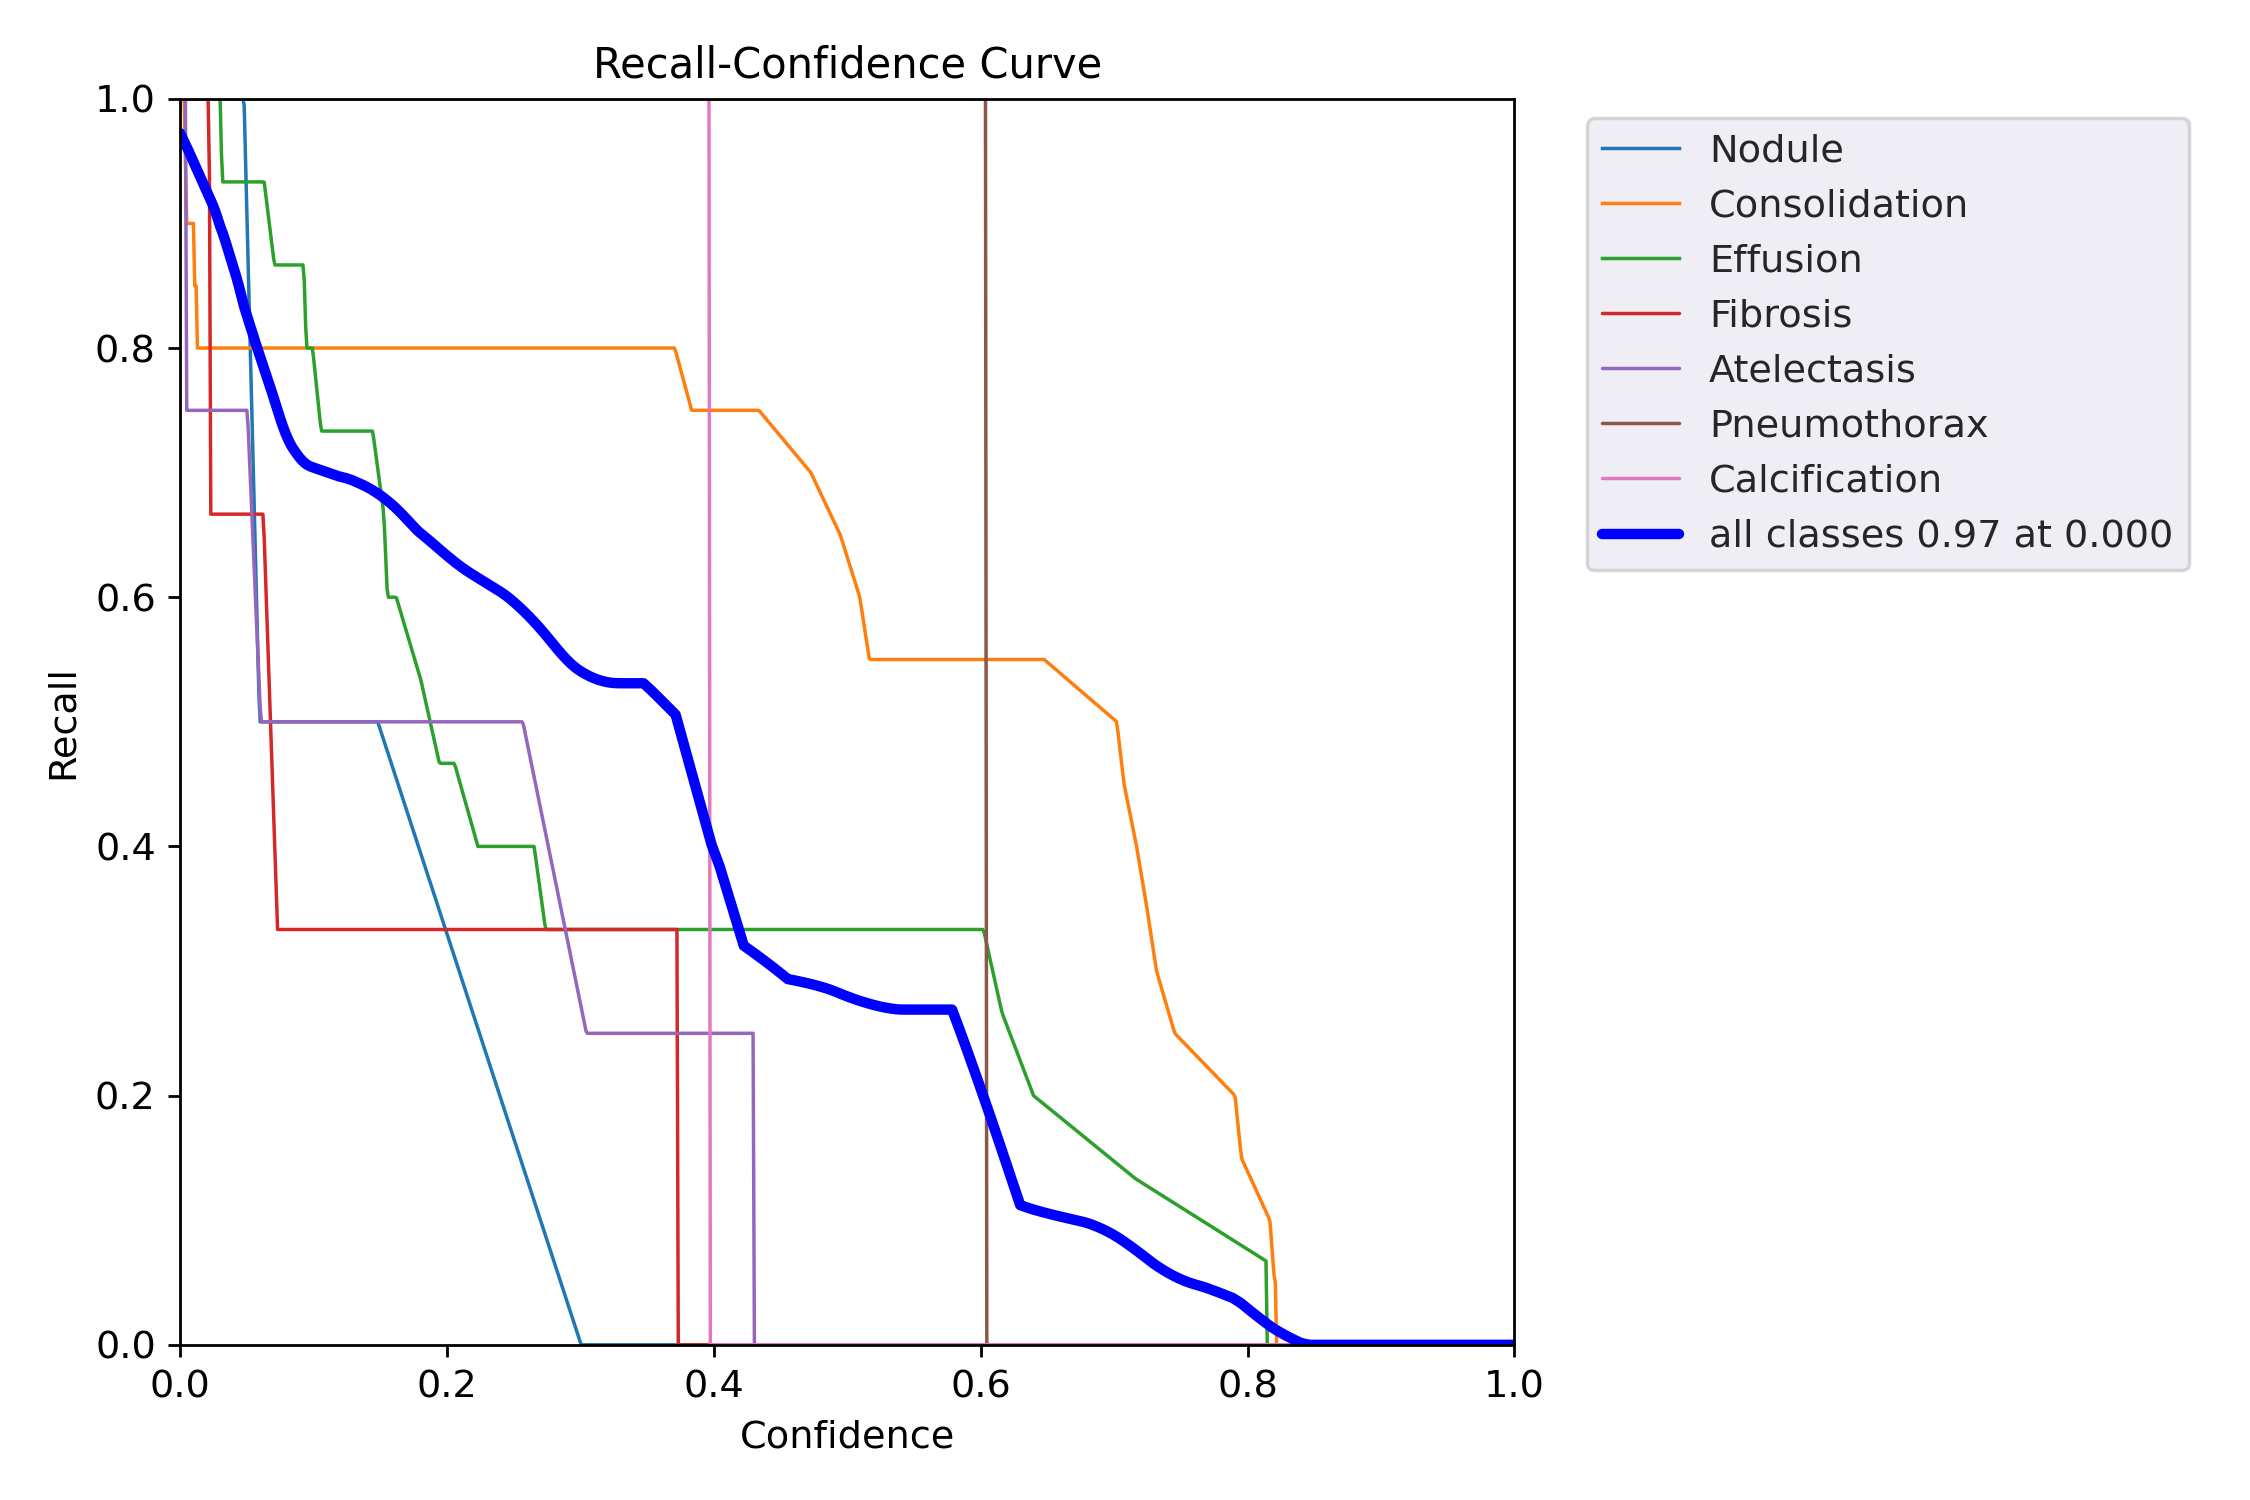 Recall-Confidence Curve
1.0
0.8
0.6
0.4
0.2
0.0
Recall
0.0 0.2 0.4 0.6 0.8 1.0
Confidence
Nodule
Consolidation
Effusion
Fibrosis
Atelectasis
Pneumothorax
Calcification
all classes 0.97 at 0.000